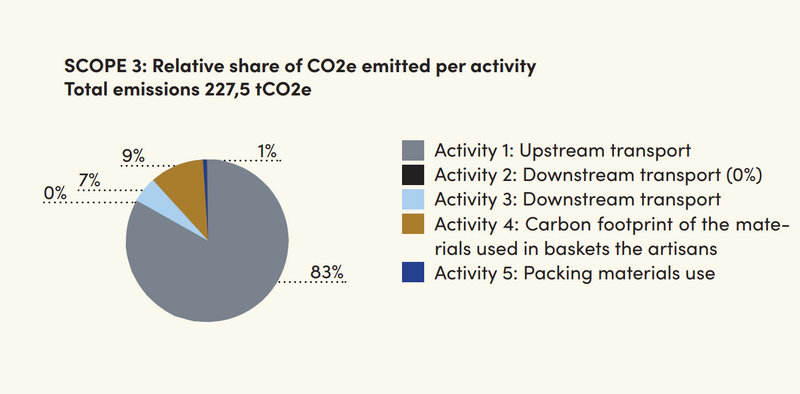 SCOPE 3: Relative share of CO2e emitted per activity
Total emissions 227,5 tCO2e
9%
1%
7%
0%
83%
Activity 1: Upstream transport
Activity 2: Downstream transport (0%)
Activity 3: Downstream transport
Activity 4: Carbon footprint of the mate-
rials used in baskets the artisans
Activity 5: Packing materials use